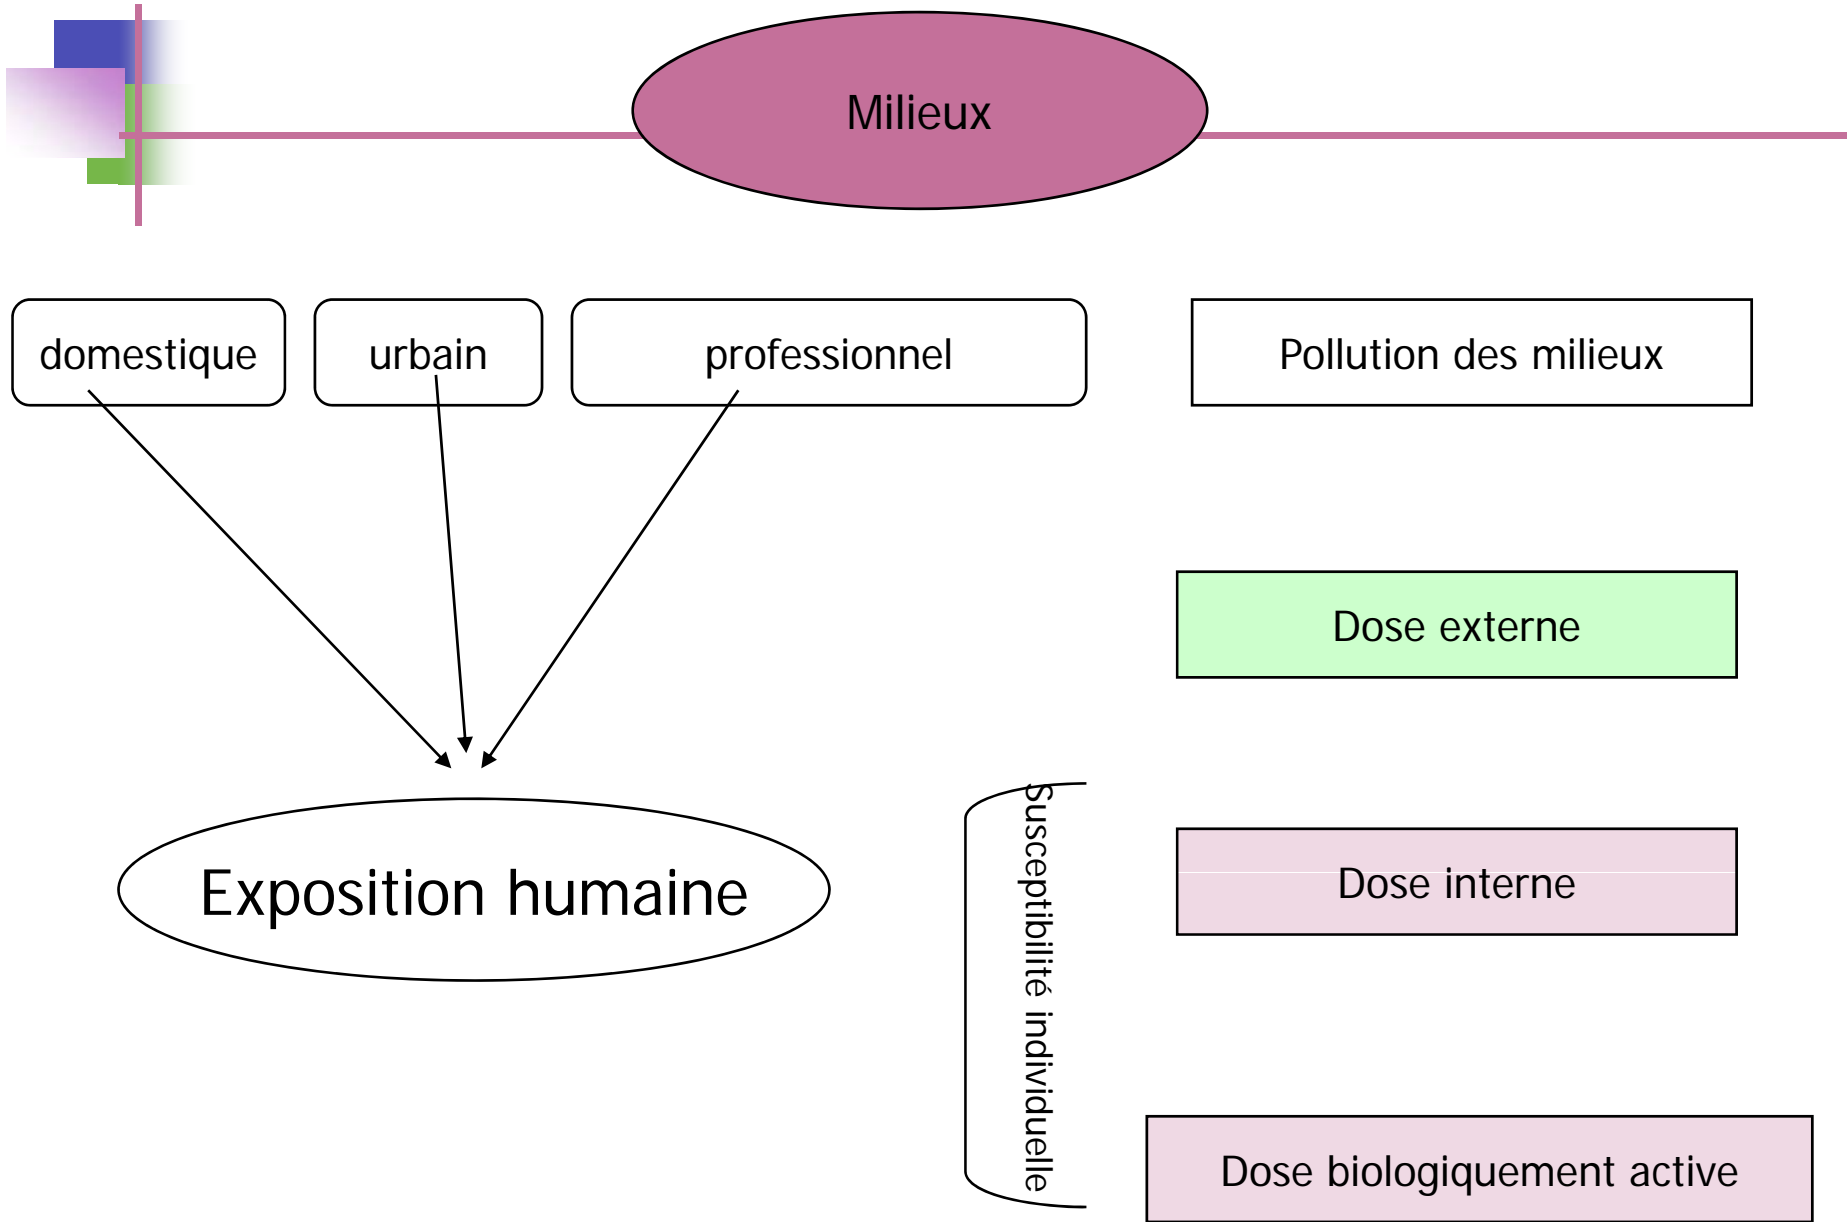 Milieux
domestique
urbain
professionnel
Pollution des milieux
Dose externe
Exposition humaine
Susceptibilité individuelle
Dose interne
Dose biologiquement active